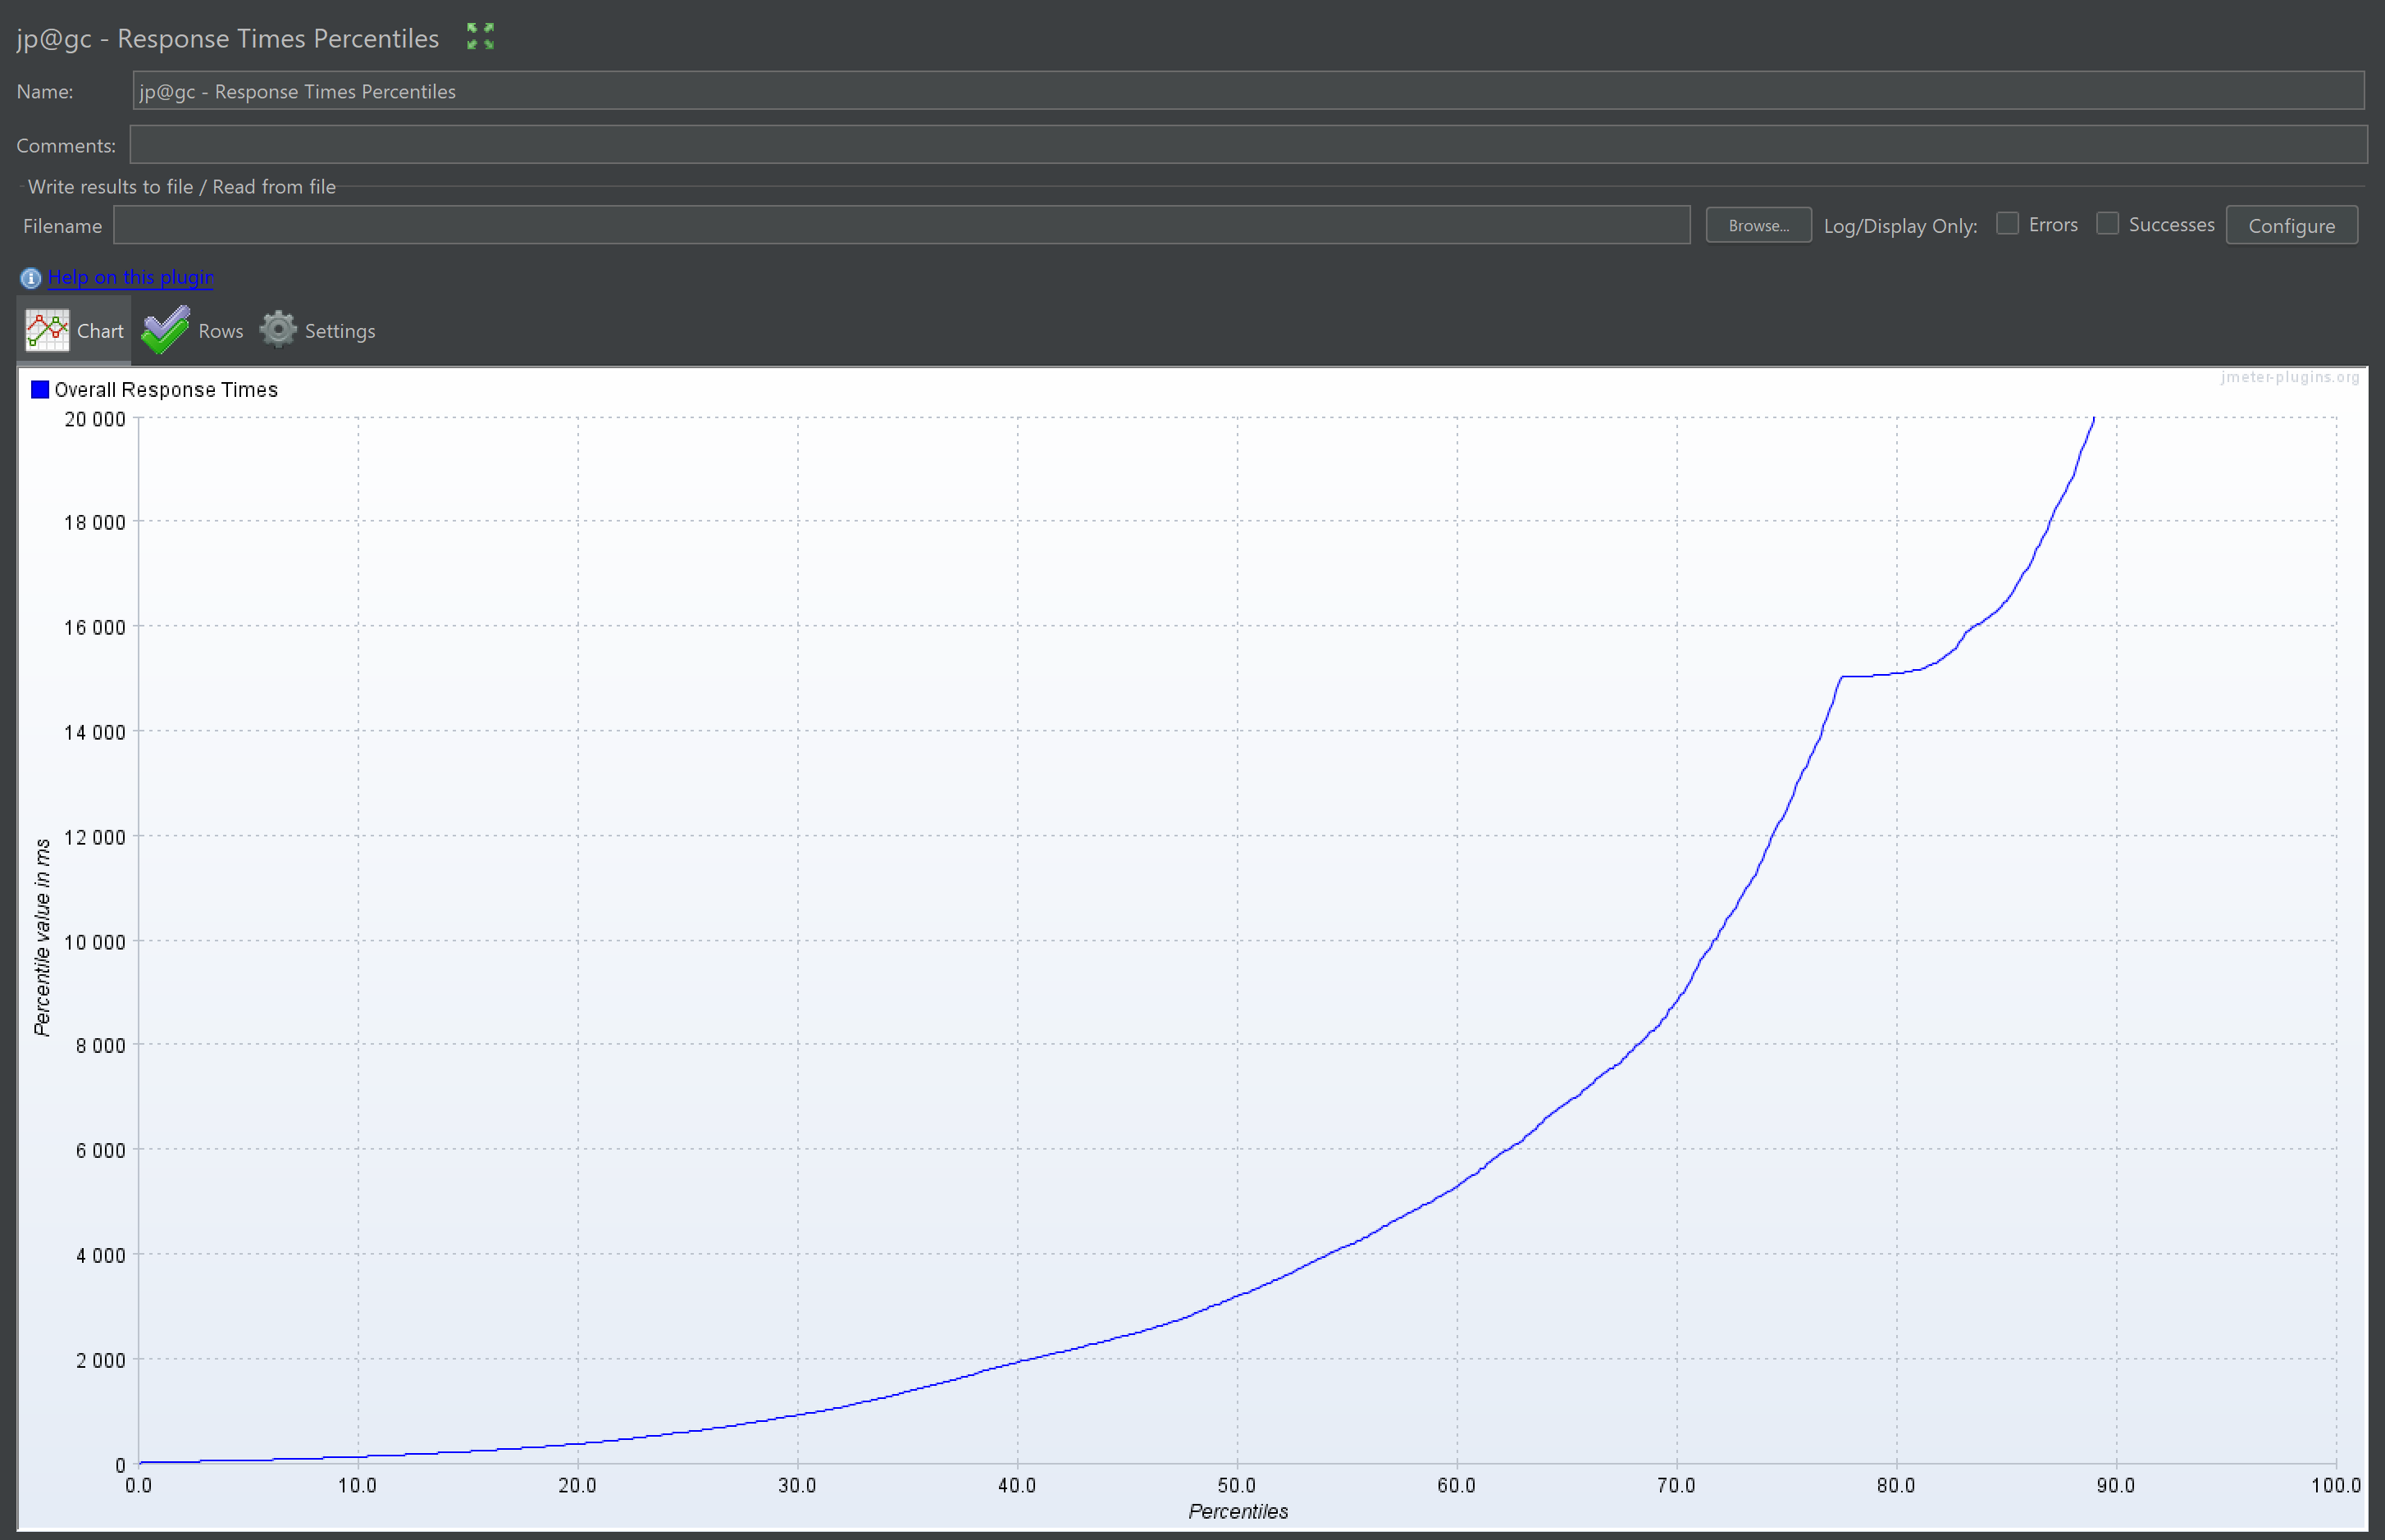 jp@gc - Response Times Percentiles
Name: jp@gc - Response Times Percentiles
Comments:
Write results to file / Read from file
Filename Browse... Log/Display Only: Errors Successes Configure
Help on this plugin
Chart Rows Settings
jmeter-plugins.org
Overall Response Times
20 000
18 000
16 000
14 000
12 000
10 000
8 000
6 000
4 000
2 000
0
Percentile value in ms
0.0 10.0 20.0 30.0 40.0 50.0 60.0 70.0 80.0 90.0 100.0
Percentiles